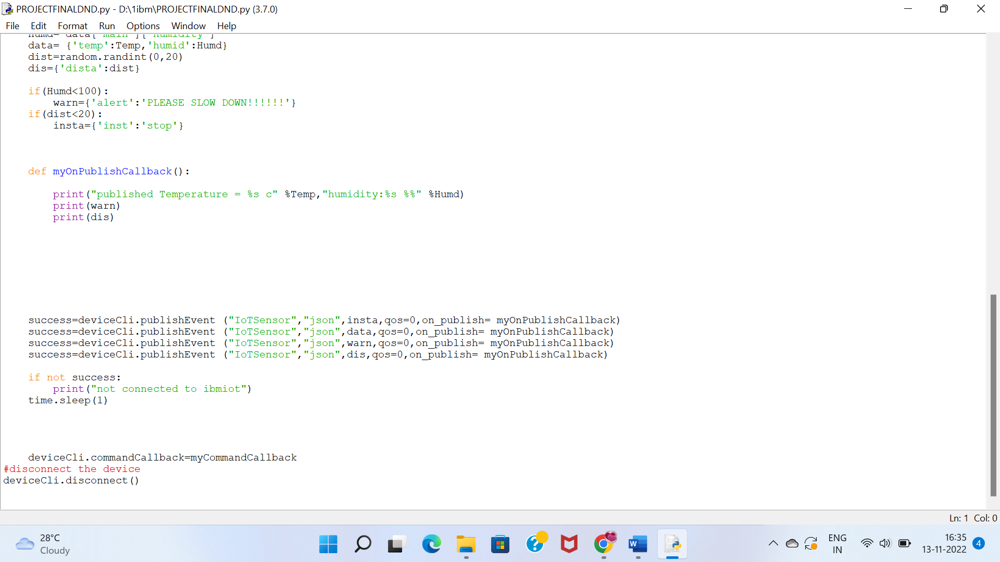 PROJECTFINALDND.py - D:\1ibm\PROJECTFINALDND.py (3.7.0)
File Edit Format Run Options Window Help
Humd= data['main']['humidity']
data= {'temp':Temp,'humid':Humd}
dist=random.randint(0,20)
dis={'dista':dist}
if(Humd<100):
warn={'alert':'PLEASE SLOW DOWN!!!!!!'}
if(dist<20):
insta={'inst':'stop'}
def myOnPublishCallback():
print("published Temperature = %s c" %Temp,"humidity:%s %%" %Humd)
print(warn)
print(dis)
success=deviceCli.publishEvent ("IoTSensor","json",insta,qos=0,on_publish= myOnPublishCallback)
success=deviceCli.publishEvent ("IoTSensor","json",data,qos=0,on_publish= myOnPublishCallback)
success=deviceCli.publishEvent ("IoTSensor","json",warn,qos=0,on_publish= myOnPublishCallback)
success=deviceCli.publishEvent ("IoTSensor","json",dis,qos=0,on_publish= myOnPublishCallback)
if not success:
print("not connected to ibmiot")
time.sleep(1)
deviceCli.commandCallback=myCommandCallback
#disconnect the device
deviceCli.disconnect()
Ln: 1 Col: 0
28°C
Cloudy
ENG
IN
16:35
13-11-2022
4